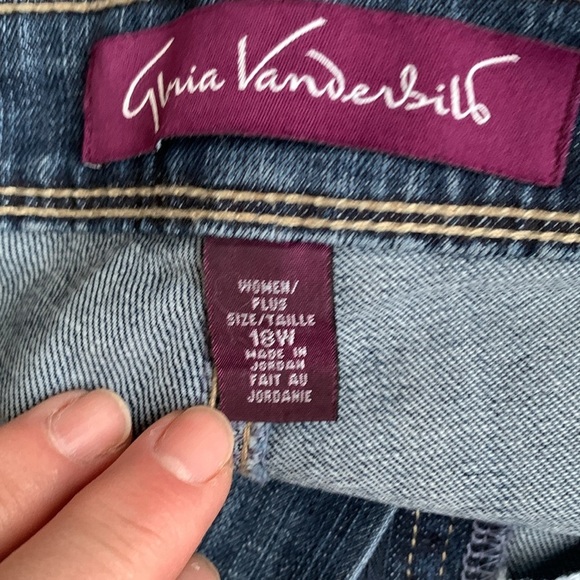 Gloria Vanderbilt
WOMEN/
PLUS
SIZE/TAILLE
18W
MADE IN
JORDAN
FAIT AU
JORDANIE